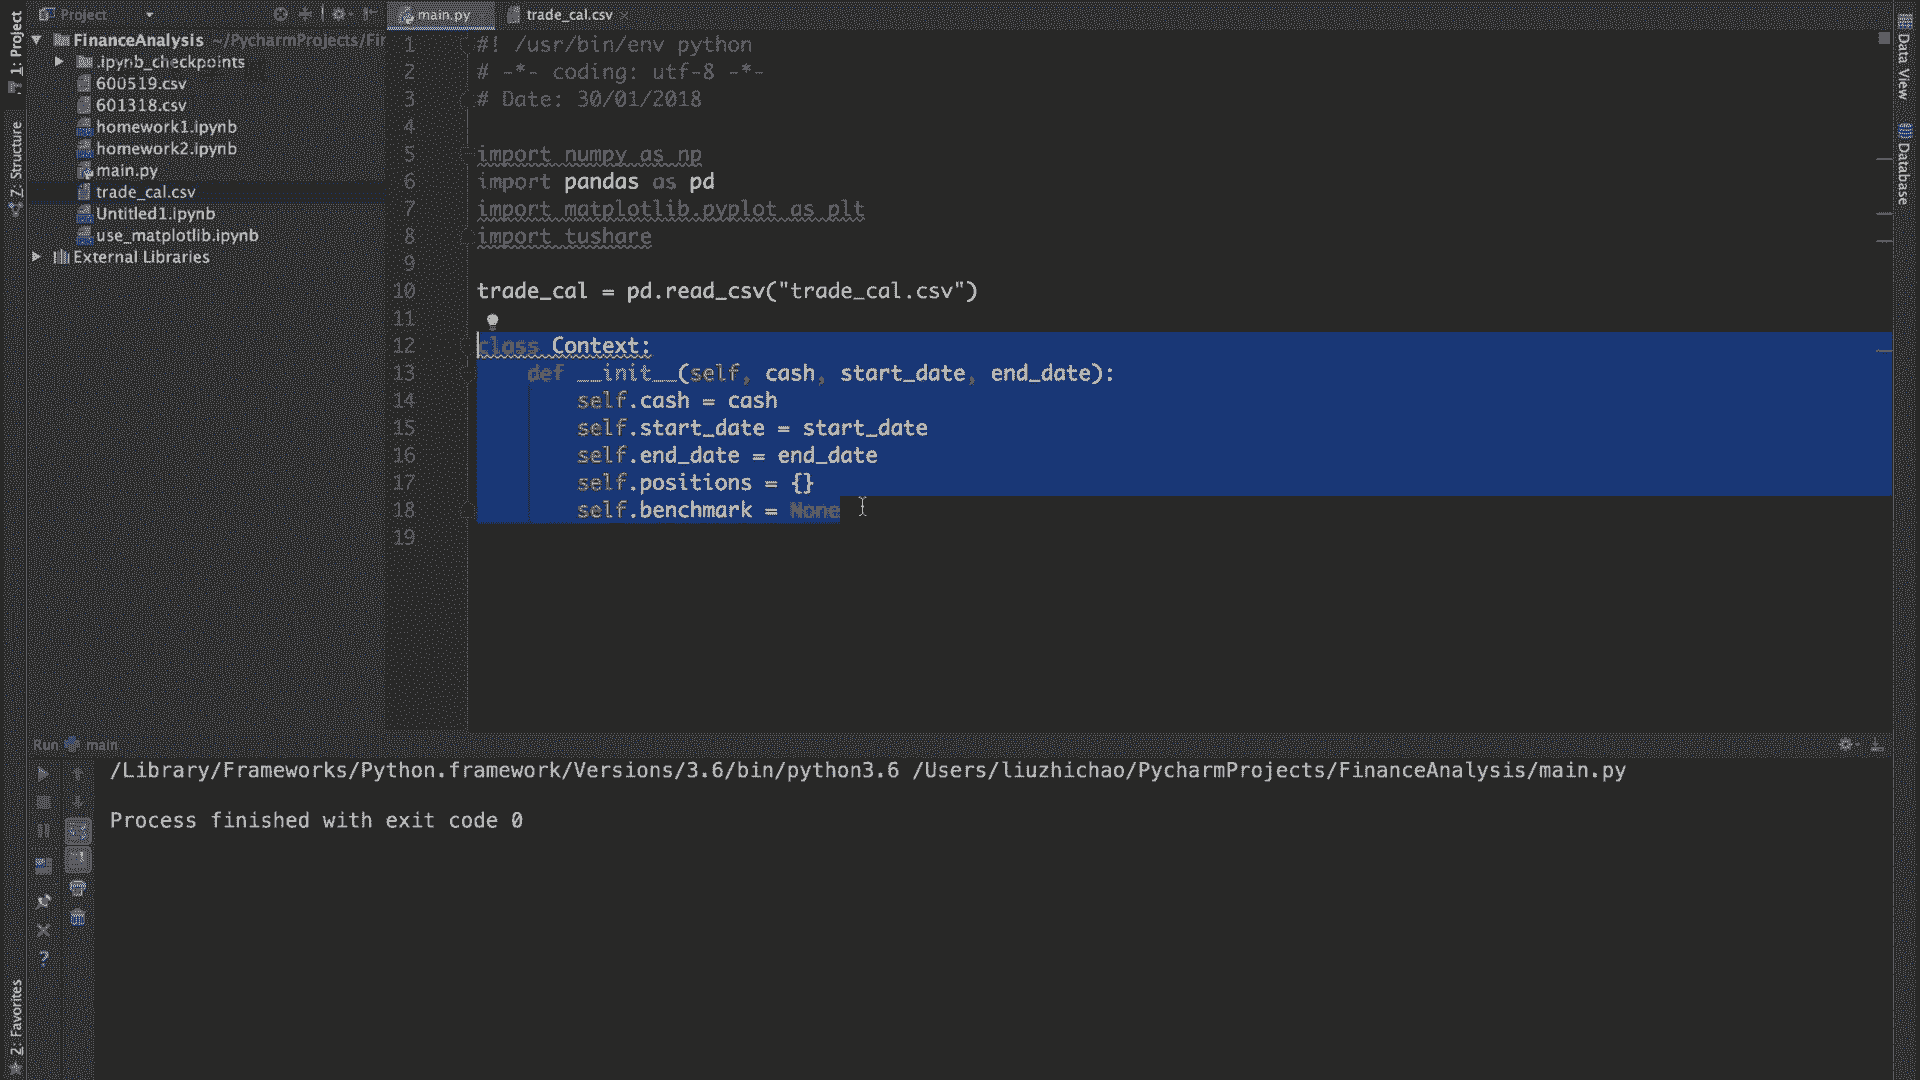 Project
main.py
trade_cal.csv
1: Project
FinanceAnalysis ~/PycharmProjects/Fir
.ipynb_checkpoints
600519.csv
601318.csv
homework1.ipynb
homework2.ipynb
main.py
trade_cal.csv
Untitled1.ipynb
use_matplotlib.ipynb
External Libraries
Z: Structure
1 #! /usr/bin/env python
2 # -*- coding: utf-8 -*-
3 # Date: 30/01/2018
4
5 import numpy as np
6 import pandas as pd
7 import matplotlib.pyplot as plt
8 import tushare
9
10 trade_cal = pd.read_csv("trade_cal.csv")
11
12 class Context:
13 def __init__(self, cash, start_date, end_date):
14 self.cash = cash
15 self.start_date = start_date
16 self.end_date = end_date
17 self.positions = {}
18 self.benchmark = None
19
Data View
Database
Run main
/Library/Frameworks/Python.framework/Versions/3.6/bin/python3.6 /Users/liuzhichao/PycharmProjects/FinanceAnalysis/main.py
Process finished with exit code 0
2: Favorites